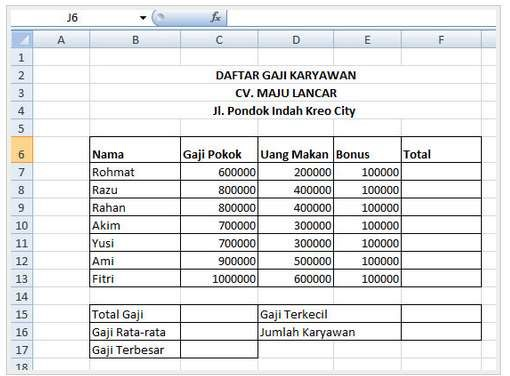 J6 fx
A B C D E F
1
2 DAFTAR GAJI KARYAWAN
3 CV. MAJU LANCAR
4 Jl. Pondok Indah Kreo City
5
6 Nama Gaji Pokok Uang Makan Bonus Total
7 Rohmat 600000 200000 100000
8 Razu 800000 400000 100000
9 Rahan 800000 400000 100000
10 Akim 700000 300000 100000
11 Yusi 700000 300000 100000
12 Ami 900000 500000 100000
13 Fitri 1000000 600000 100000
14
15 Total Gaji Gaji Terkecil
16 Gaji Rata-rata Jumlah Karyawan
17 Gaji Terbesar
18